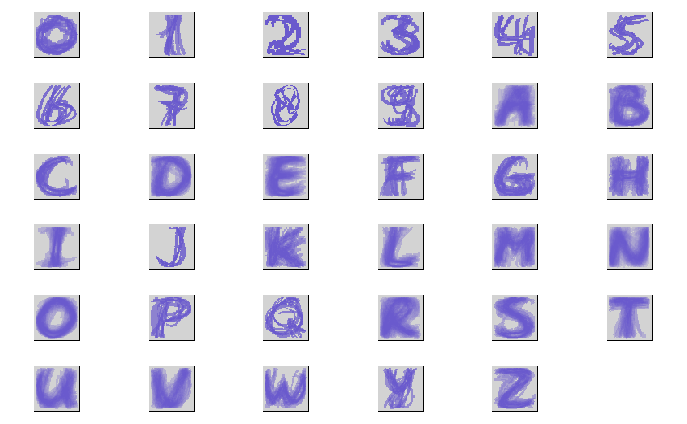 0 1 2 3 4 5
6 7 8 9 A B
C D E F G H
I J K L M N
O P Q R S T
U V W Y Z